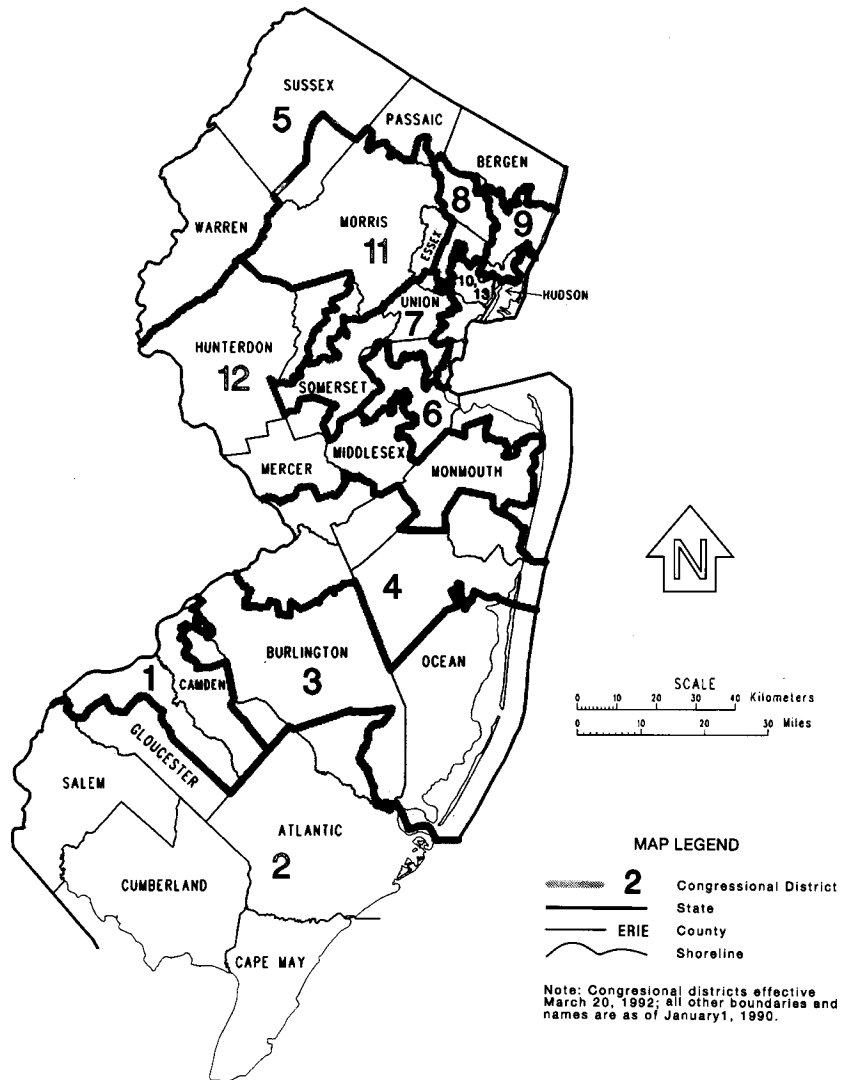 SUSSEX
5
PASSAIC
BERGEN
8
9
WARREN
MORRIS
11
ESSEX
10
13
HUDSON
UNION
7
HUNTERDON
12
SOMERSET
6
MIDDLESEX
MERCER
MONMOUTH
N
4
BURLINGTON
3
OCEAN
1
CAMDEN
GLOUCESTER
SALEM
ATLANTIC
2
CUMBERLAND
CAPE MAY
SCALE
0 10 20 30 40 Kilometers
0 10 20 30 Miles
MAP LEGEND
2 Congressional District
State
ERIE County
Shoreline
Note: Congresional districts effective
March 20, 1992; all other boundaries and
names are as of January1, 1990.